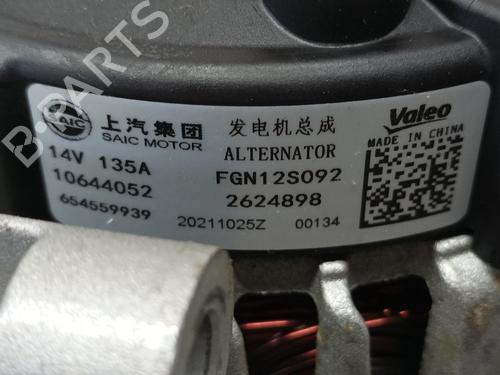 SAIC 上汽集团 发电机总成 Valeo
SAIC MOTOR
MADE IN CHINA
14V 135A ALTERNATOR
10644052 FGN12S092
654559939 2624898
20211025Z 00134
B-PARTS